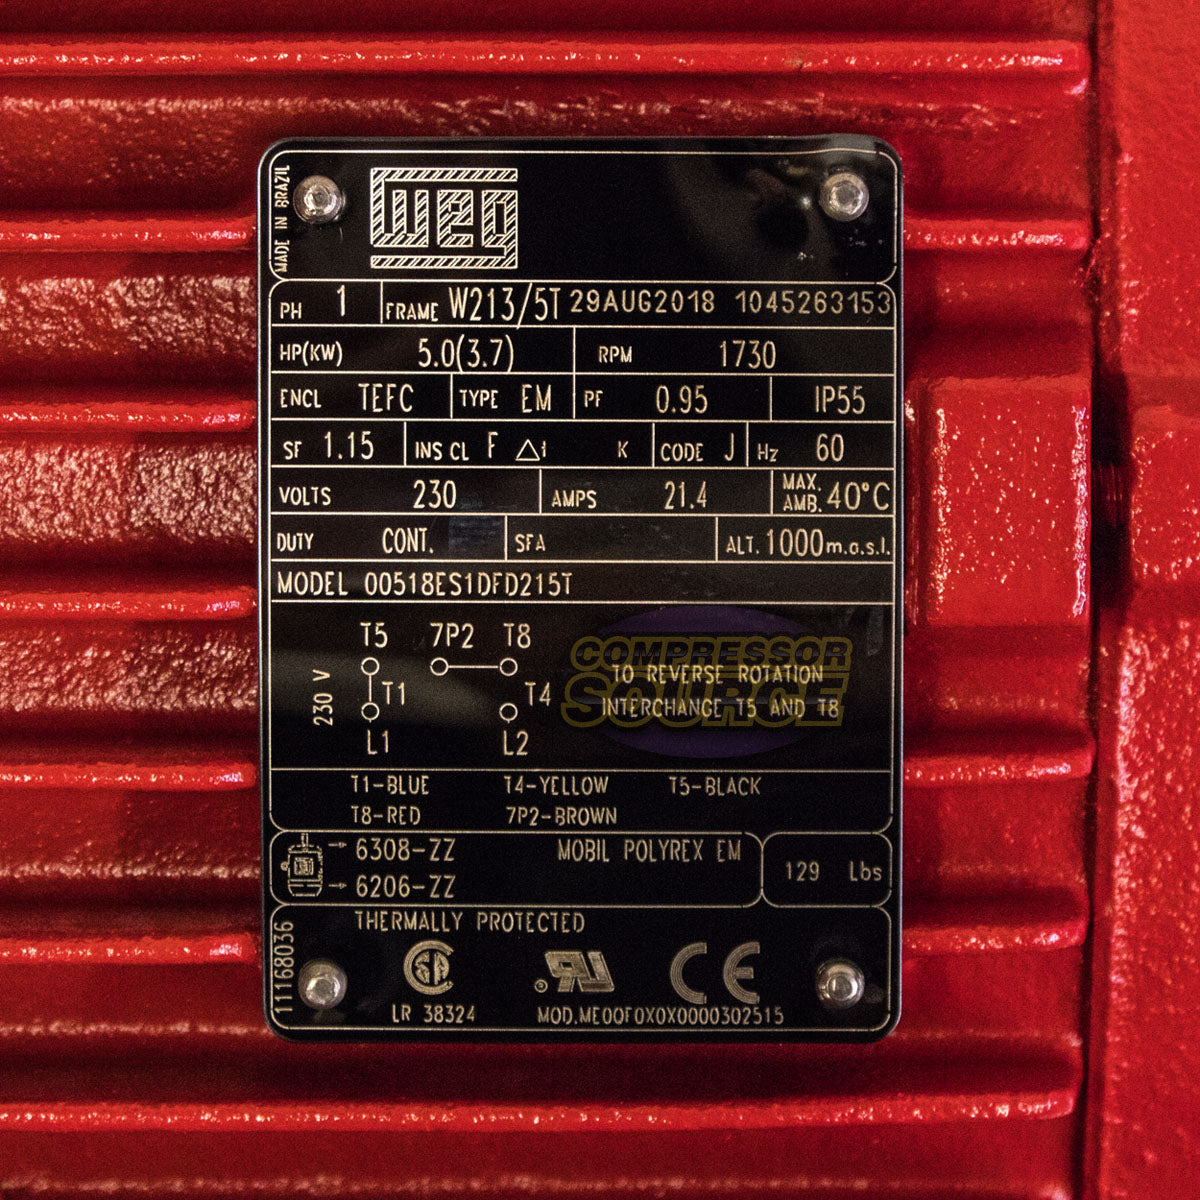 MADE IN BRAZIL
weg
PH 1 FRAME W213/5T 29AUG2018 1045263153
HP(KW) 5.0(3.7) RPM 1730
ENCL TEFC TYPE EM PF 0.95 IP55
SF 1.15 INS CL F △t K CODE J Hz 60
VOLTS 230 AMPS 21.4 MAX. AMB. 40°C
DUTY CONT. SFA ALT. 1000m.a.s.l.
MODEL 00518ES1DFD215T
230 V
T5 7P2 T8
T1 T4
L1 L2
COMPRESSOR
SOURCE
TO REVERSE ROTATION
INTERCHANGE T5 AND T8
T1-BLUE T4-YELLOW T5-BLACK
T8-RED 7P2-BROWN
→ 6308-ZZ MOBIL POLYREX EM
→ 6206-ZZ
129 Lbs
11168036
THERMALLY PROTECTED
LR 38324
c RU CE
MOD.ME00F0X0X0000302515